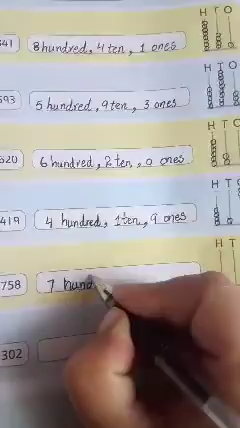 H T O
641 8 hundred, 4 ten, 1 ones
H T O
593 5 hundred, 9 ten, 3 ones
H T O
620 6 hundred, 2 ten, 0 ones
H T
419 4 hundred, 1 ten, 9 ones
H T
758 7 hund
302